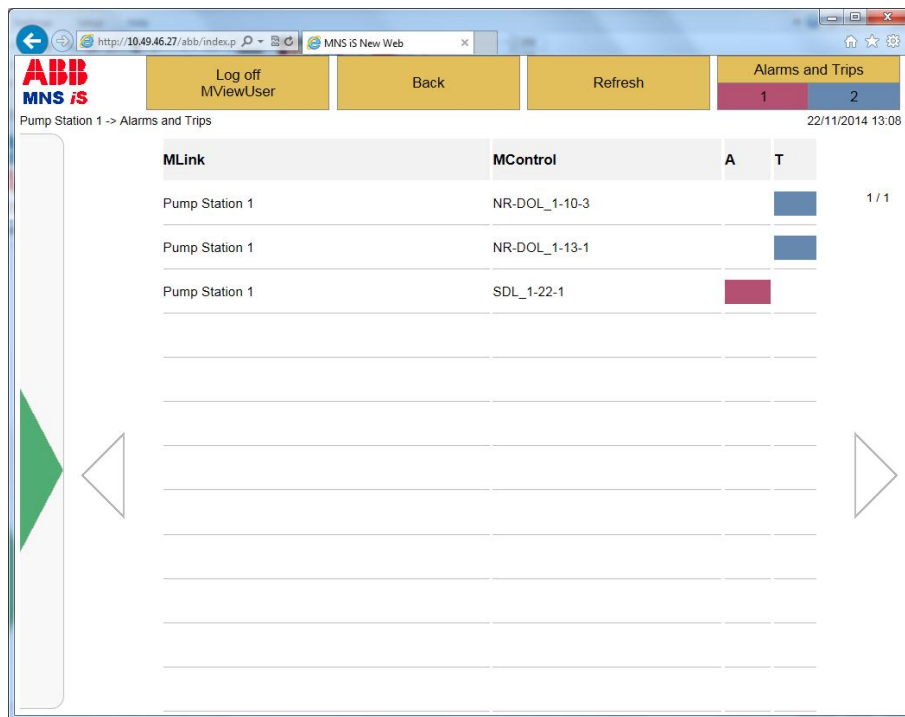 http://10.49.46.27/abb/index.p
MNS iS New Web
ABB
MNS iS
Log off
MViewUser
Back
Refresh
Alarms and Trips
1 2
Pump Station 1 -> Alarms and Trips
22/11/2014 13:08
MLink MControl A T
Pump Station 1 NR-DOL_1-10-3
1 / 1
Pump Station 1 NR-DOL_1-13-1
Pump Station 1 SDL_1-22-1